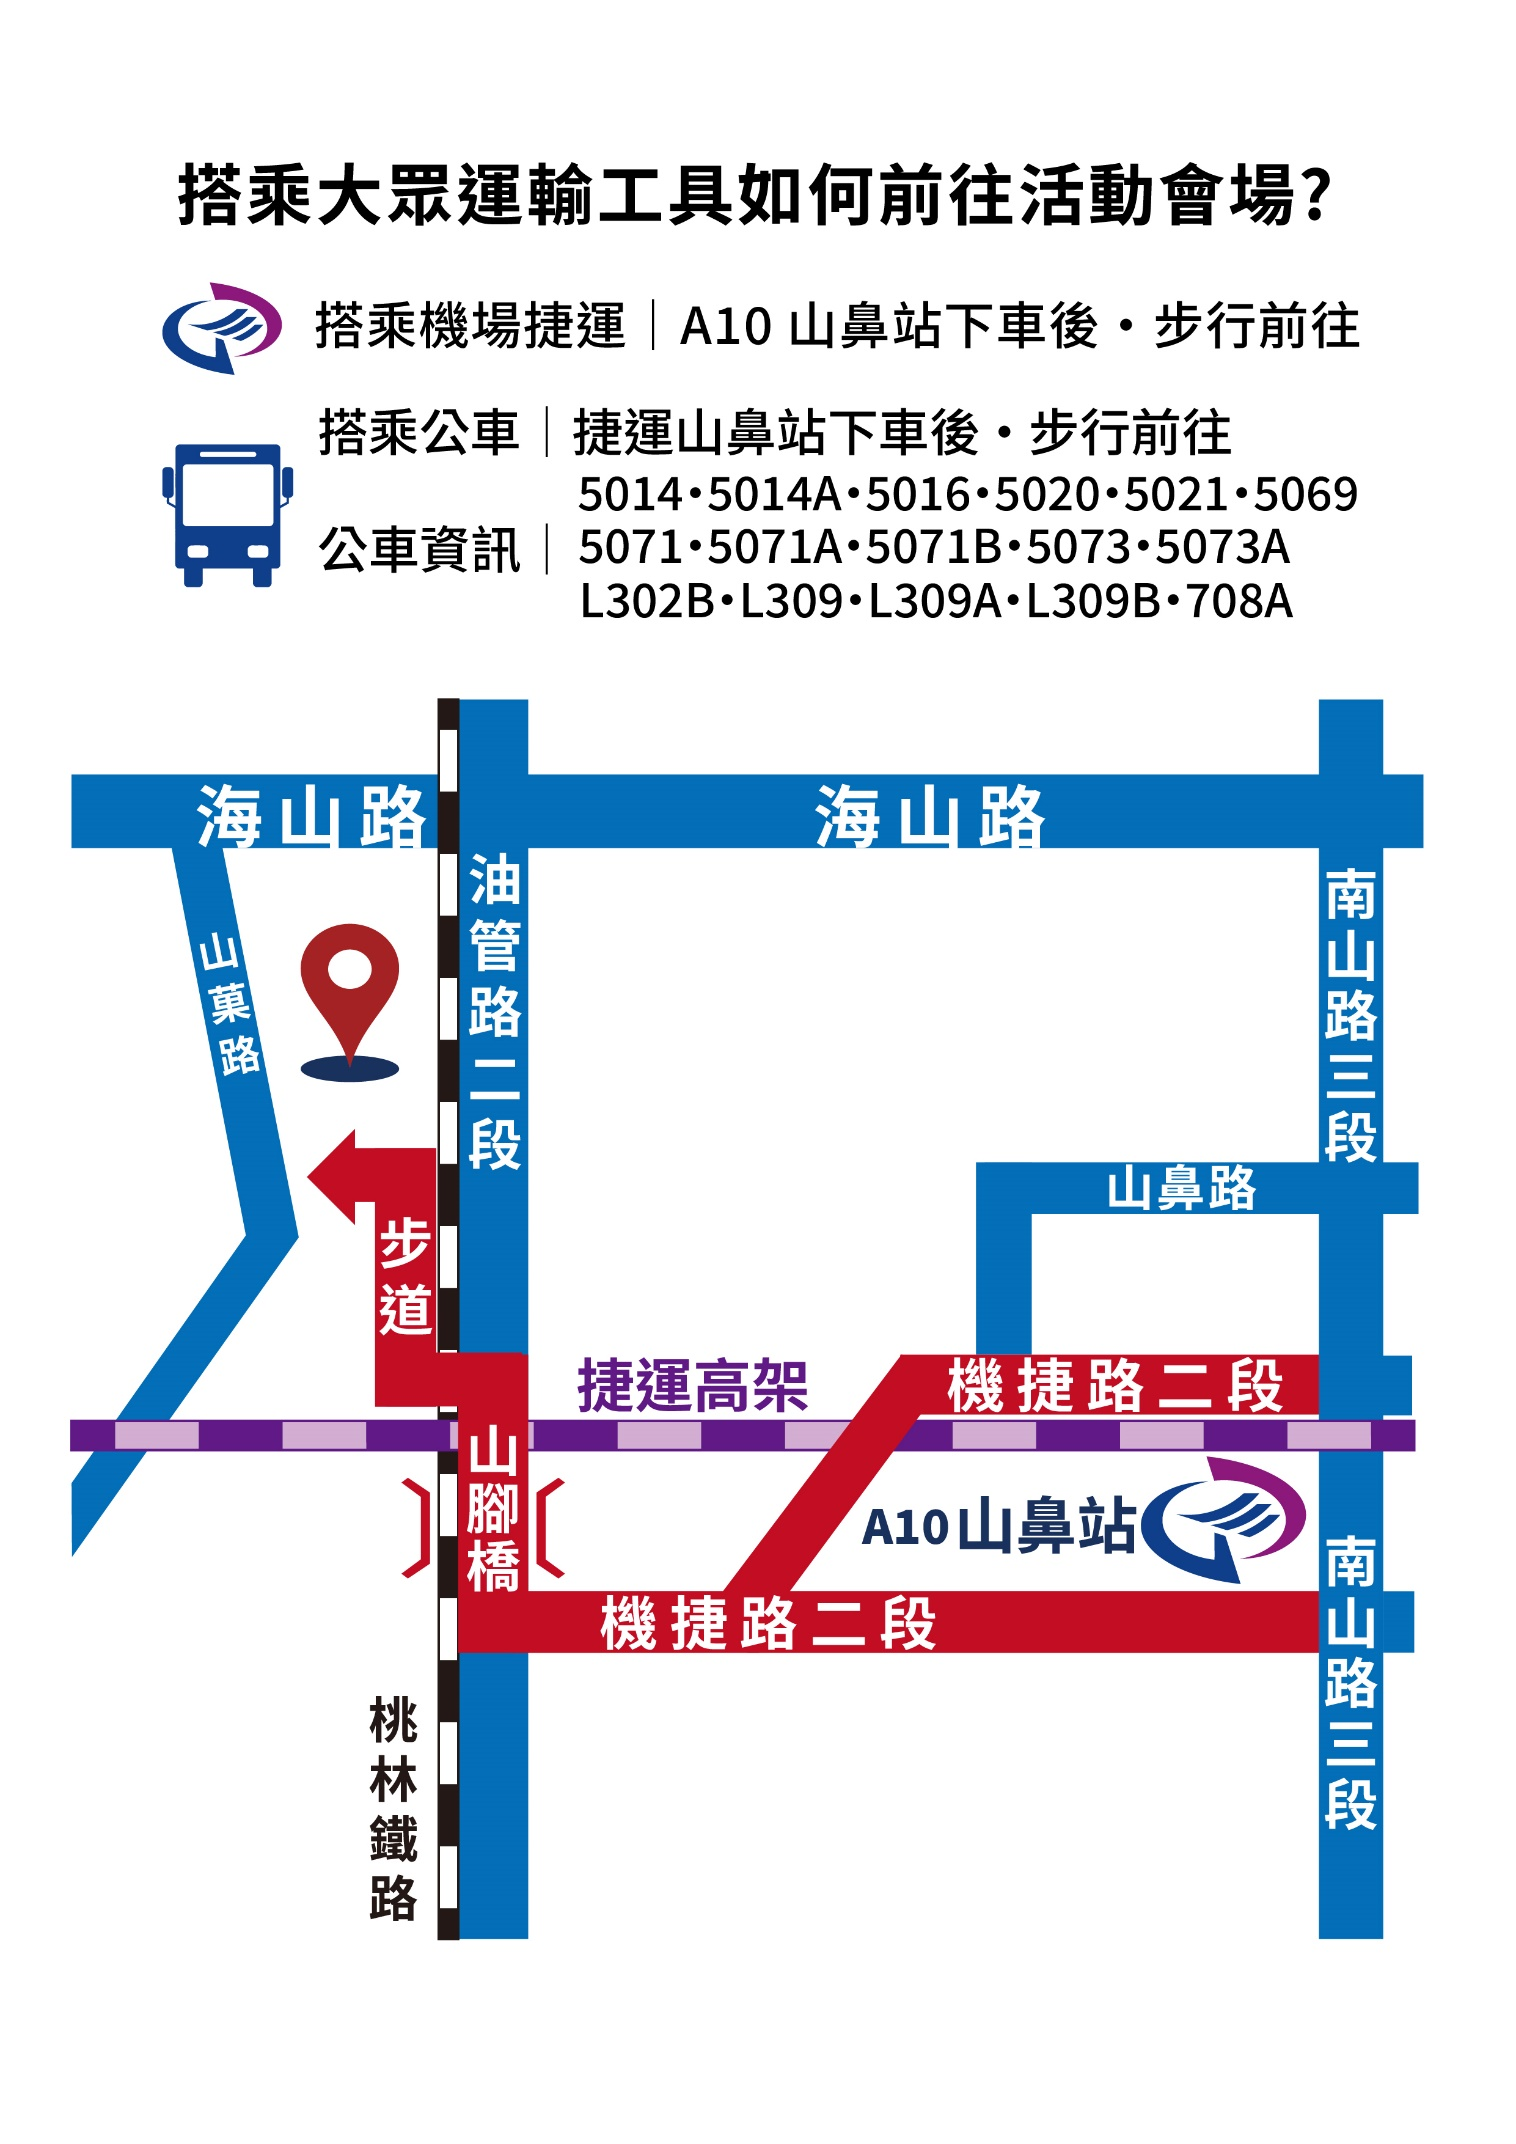 搭乘大眾運輸工具如何前往活動會場?
搭乘機場捷運｜A10 山鼻站下車後・步行前往
搭乘公車｜捷運山鼻站下車後・步行前往
公車資訊｜
5014•5014A•5016•5020•5021•5069
5071•5071A•5071B•5073•5073A
L302B•L309•L309A•L309B•708A
海山路
海山路
油管路二段
南山路三段
山菓路
山鼻路
步道
捷運高架
機捷路二段
山腳橋
A10山鼻站
南山路三段
機捷路二段
桃林鐵路